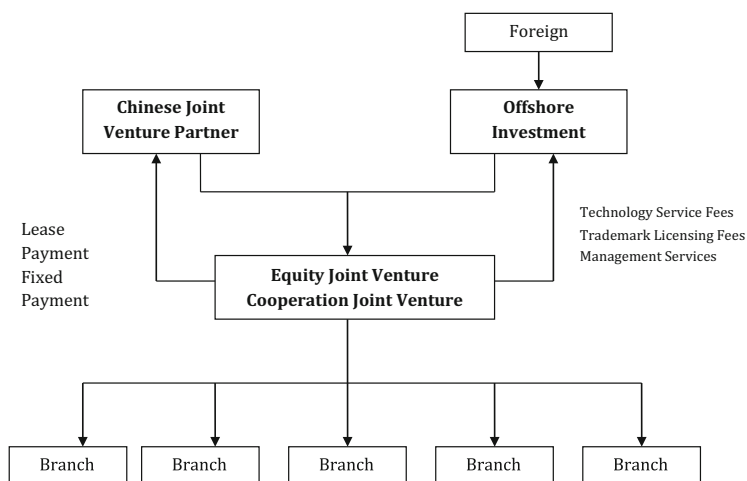 Foreign
Chinese Joint
Venture Partner
Offshore
Investment
Lease
Payment
Fixed
Payment
Technology Service Fees
Trademark Licensing Fees
Management Services
Equity Joint Venture
Cooperation Joint Venture
Branch
Branch
Branch
Branch
Branch